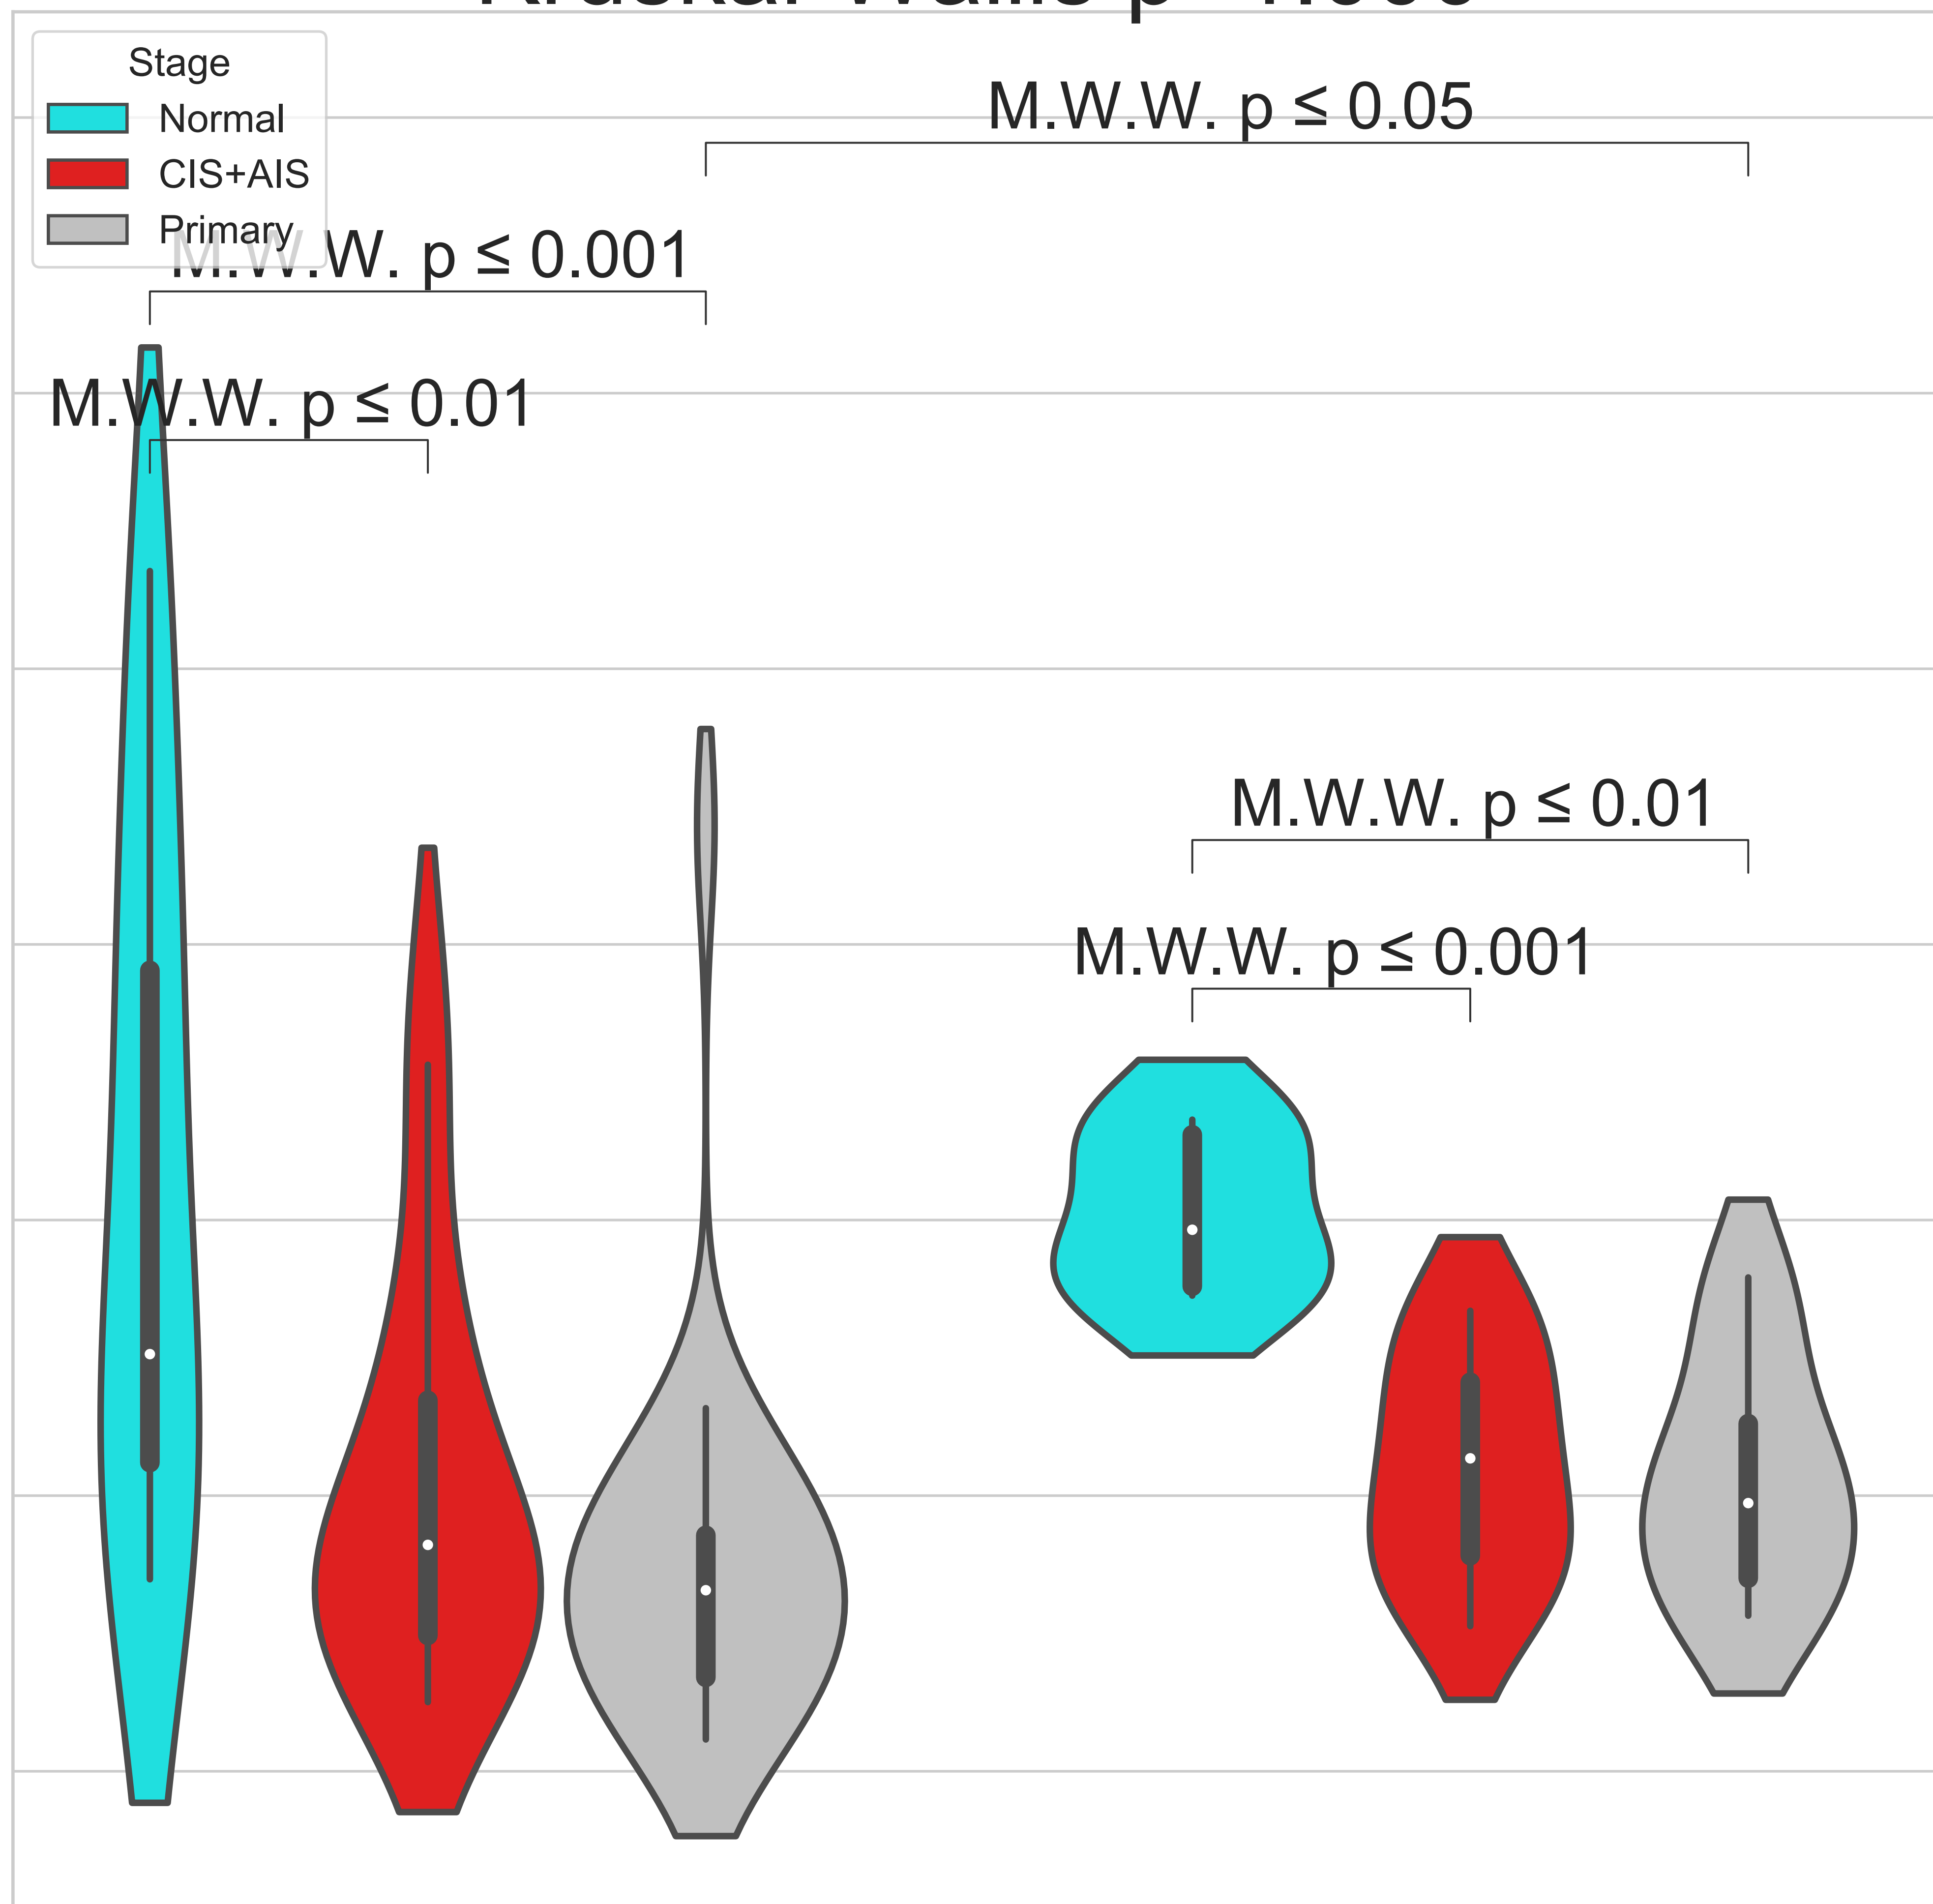 Stage
Normal
CIS+AIS
Primary
M.W.W. p ≤ 0.05
M.W.W. p ≤ 0.001
M.W.W. p ≤ 0.01
M.W.W. p ≤ 0.01
M.W.W. p ≤ 0.001